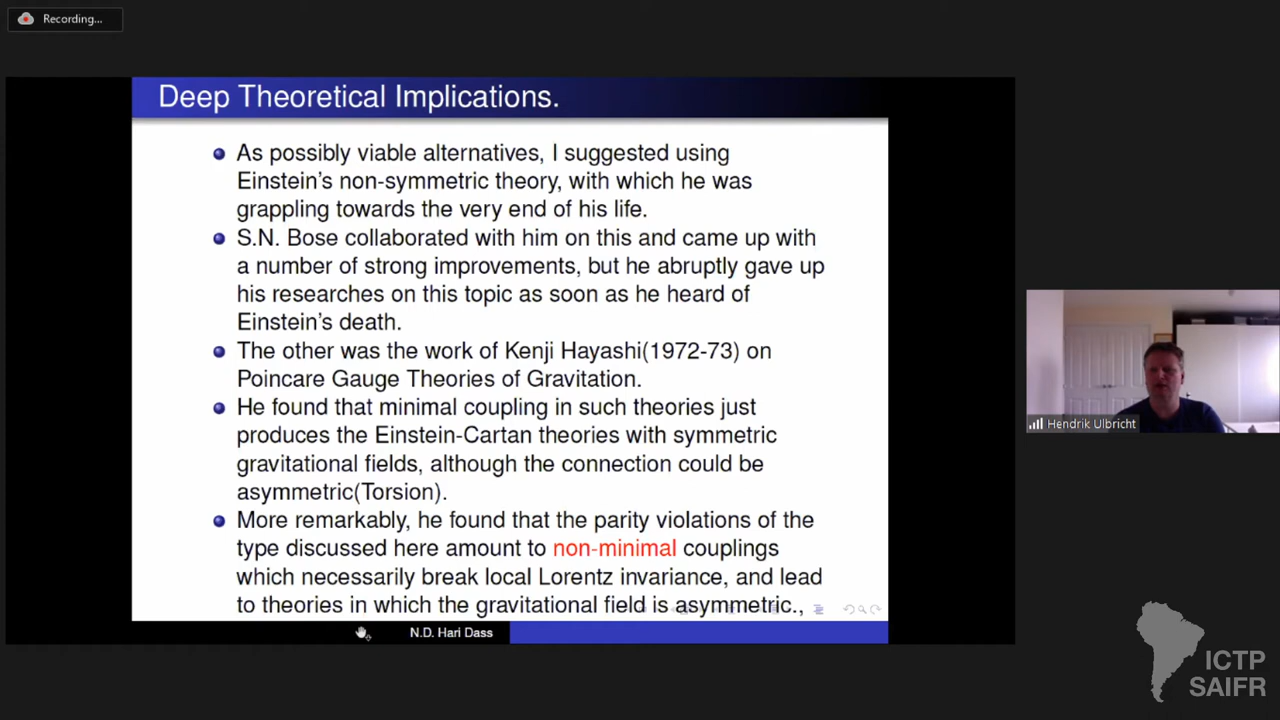 Recording...
Deep Theoretical Implications.
As possibly viable alternatives, I suggested using
Einstein's non-symmetric theory, with which he was
grappling towards the very end of his life.
S.N. Bose collaborated with him on this and came up with
a number of strong improvements, but he abruptly gave up
his researches on this topic as soon as he heard of
Einstein's death.
The other was the work of Kenji Hayashi(1972-73) on
Poincare Gauge Theories of Gravitation.
He found that minimal coupling in such theories just
produces the Einstein-Cartan theories with symmetric
gravitational fields, although the connection could be
asymmetric(Torsion).
More remarkably, he found that the parity violations of the
type discussed here amount to non-minimal couplings
which necessarily break local Lorentz invariance, and lead
to theories in which the gravitational field is asymmetric.,
N.D. Hari Dass
Hendrik Ulbricht
ICTP
SAIFR